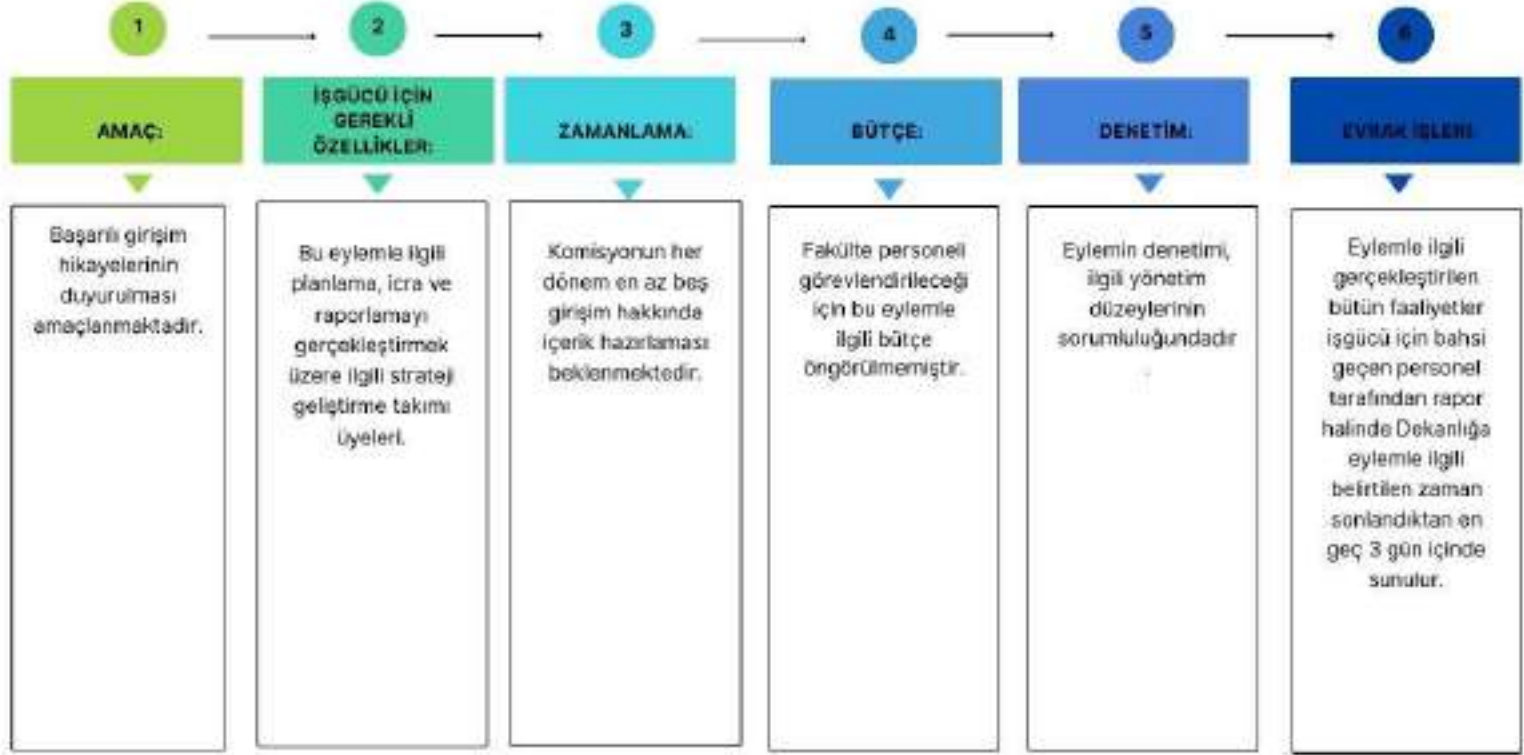 1
2
3
4
5
6
AMAÇ:
İŞGÜCÜ İÇİN
GEREKLİ
ÖZELLİKLER:
ZAMANLAMA:
BÜTÇE:
DENETİM:
EVRAK İŞLERİ:
Başarılı girişim
hikayelerinin
duyurulması
amaçlanmaktadir.
Bu eylemle ilgili
planlama, icra ve
raporlamayı
gerçekleştirmek
üzere ilgili strateji
geliştirme takımı
üyeleri.
Komisyonun her
dönem en az beş
girişim hakkında
içerik hazırlaması
beklenmektedir.
Fakülte personeli
görevlendirileceği
için bu eylemle
ilgili bütçe
öngörülmemiştir.
Eylemin denetimi,
ilgili yönetim
düzeylerinin
sorumluluğundadır
.
Eylemle ilgili
gerçekleştirilen
bütün faaliyetler
işgücü için bahsi
geçen personel
tarafından rapor
halinde Dekanlığa
eylemle ilgili
belirtilen zaman
sonlandıktan en
geç 3 gün içinde
sunulur.